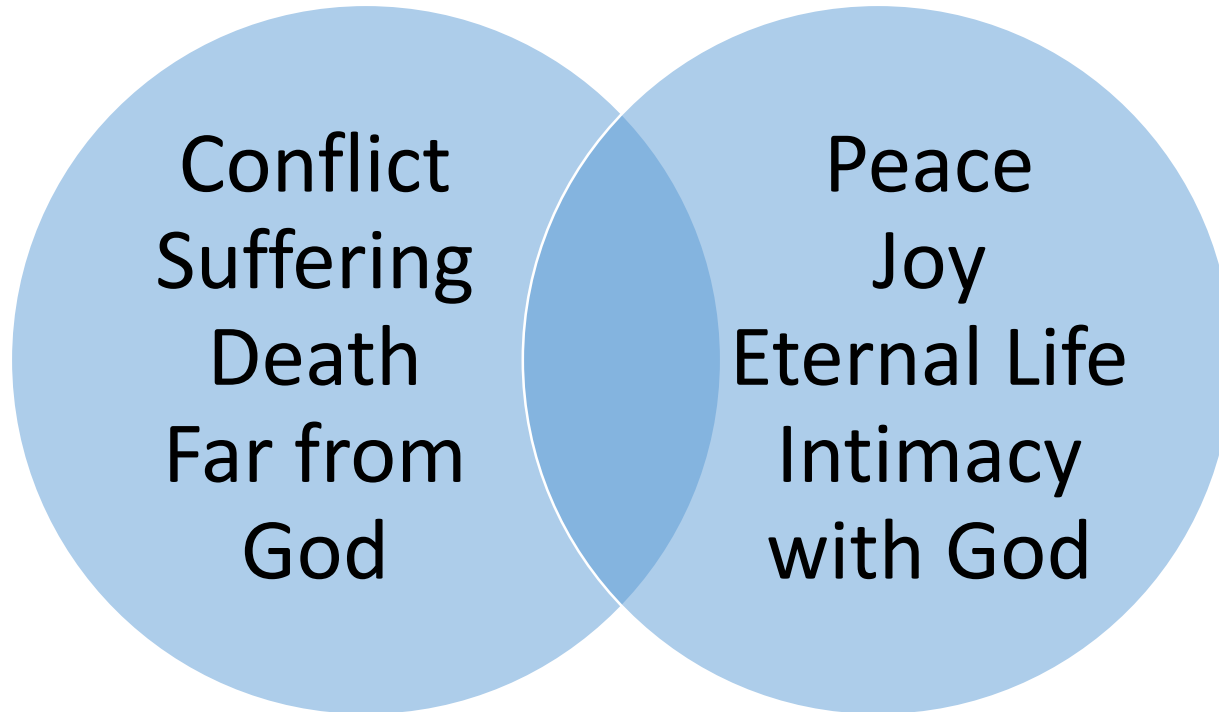 Conflict
Suffering
Death
Far from
God
Peace
Joy
Eternal Life
Intimacy
with God